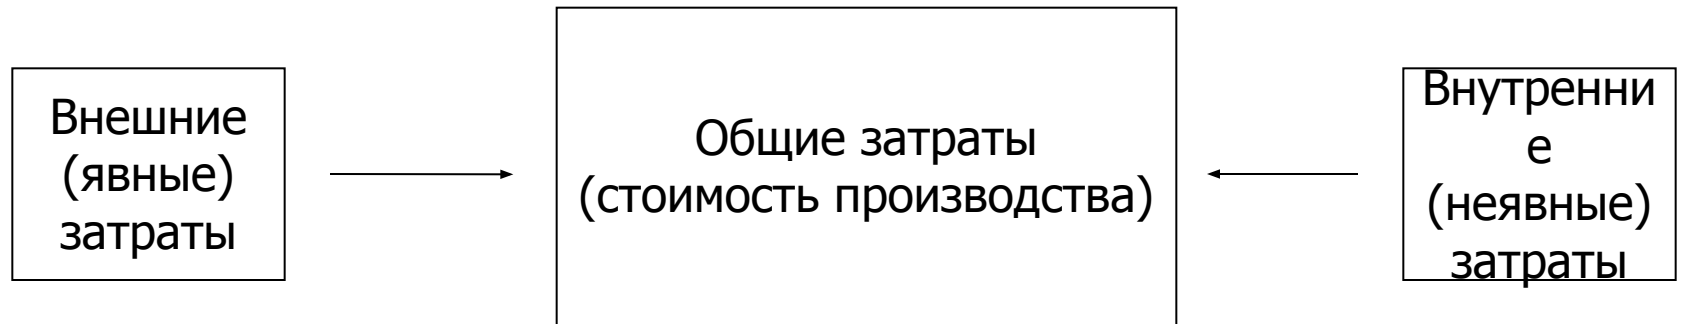 Внешние
(явные)
затраты
Общие затраты
(стоимость производства)
Внутренни
е
(неявные)
затраты